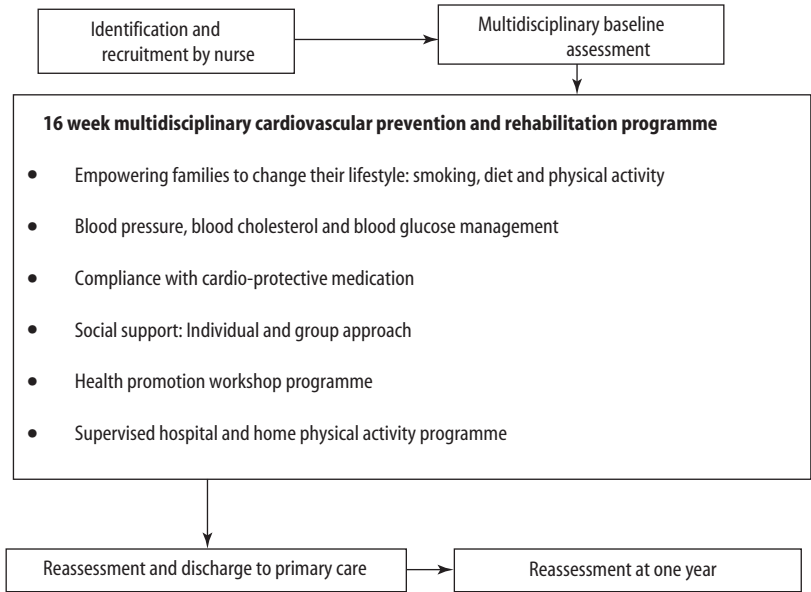 Identification and
recruitment by nurse
Multidisciplinary baseline
assessment
16 week multidisciplinary cardiovascular prevention and rehabilitation programme
• Empowering families to change their lifestyle: smoking, diet and physical activity
• Blood pressure, blood cholesterol and blood glucose management
• Compliance with cardio-protective medication
• Social support: Individual and group approach
• Health promotion workshop programme
• Supervised hospital and home physical activity programme
Reassessment and discharge to primary care
Reassessment at one year